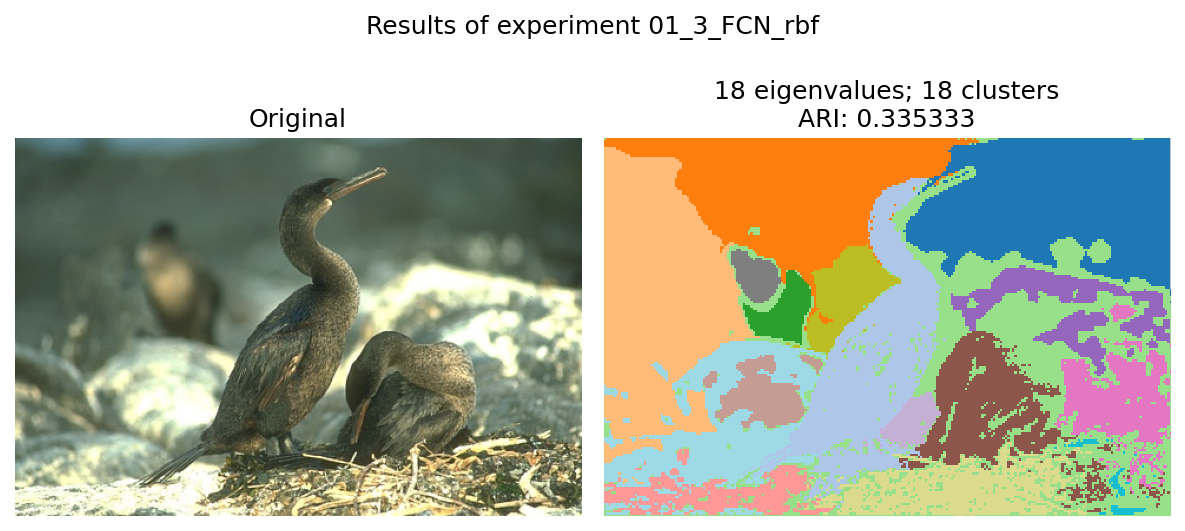 Results of experiment 01_3_FCN_rbf
Original
18 eigenvalues; 18 clusters
ARI: 0.335333